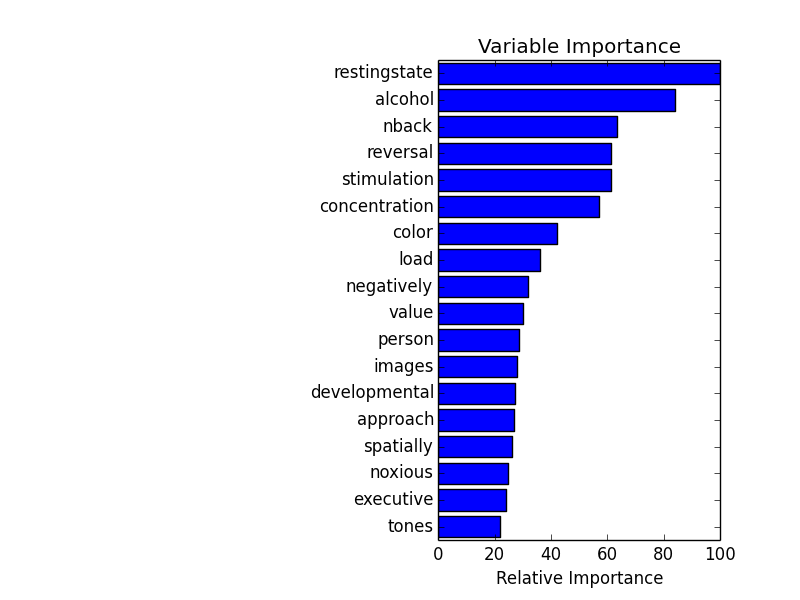 Variable Importance
restingstate
alcohol
nback
reversal
stimulation
concentration
color
load
negatively
value
person
images
developmental
approach
spatially
noxious
executive
tones
0 20 40 60 80 100
Relative Importance